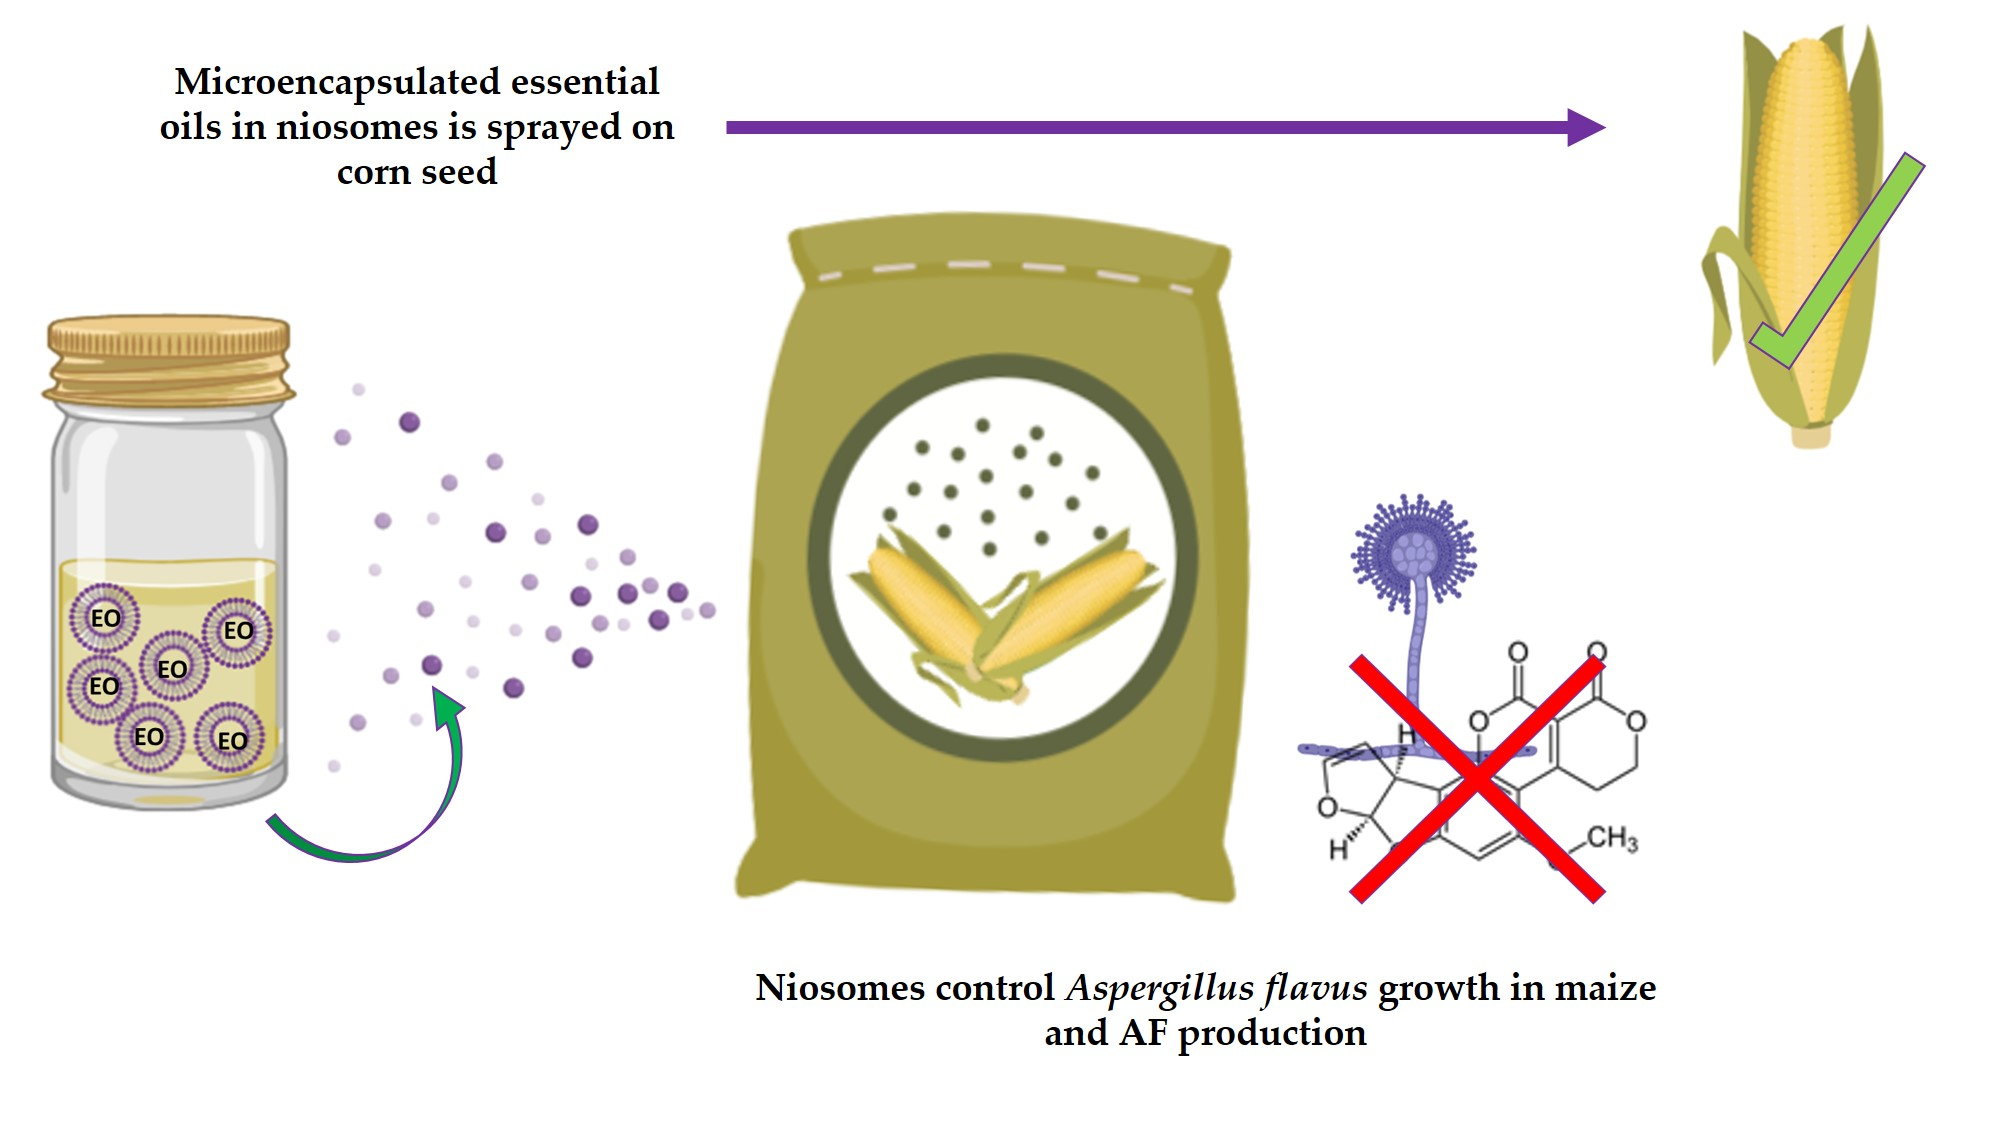 Microencapsulated essential
oils in niosomes is sprayed on
corn seed
EO
EO
EO
EO
EO
EO
O
O
O
O
H
O
H
CH₃
Niosomes control Aspergillus flavus growth in maize
and AF production